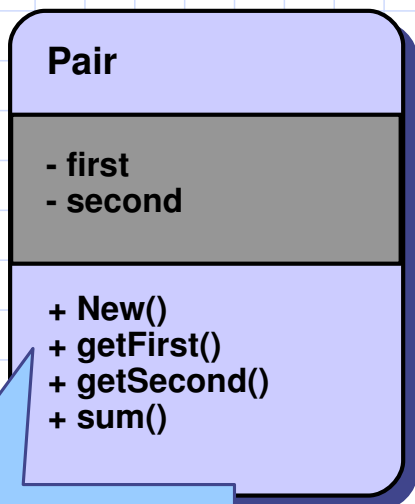 Pair
- first
- second
+ New()
+ getFirst()
+ getSecond()
+ sum()